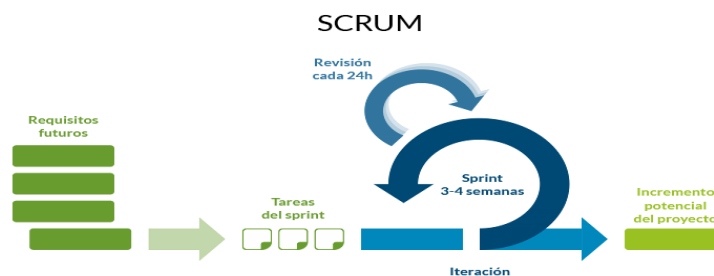 SCRUM
Revisión
cada 24h
Requisitos
futuros
Tareas
del sprint
Sprint
3-4 semanas
Incremento
potencial
del proyecto
Iteración